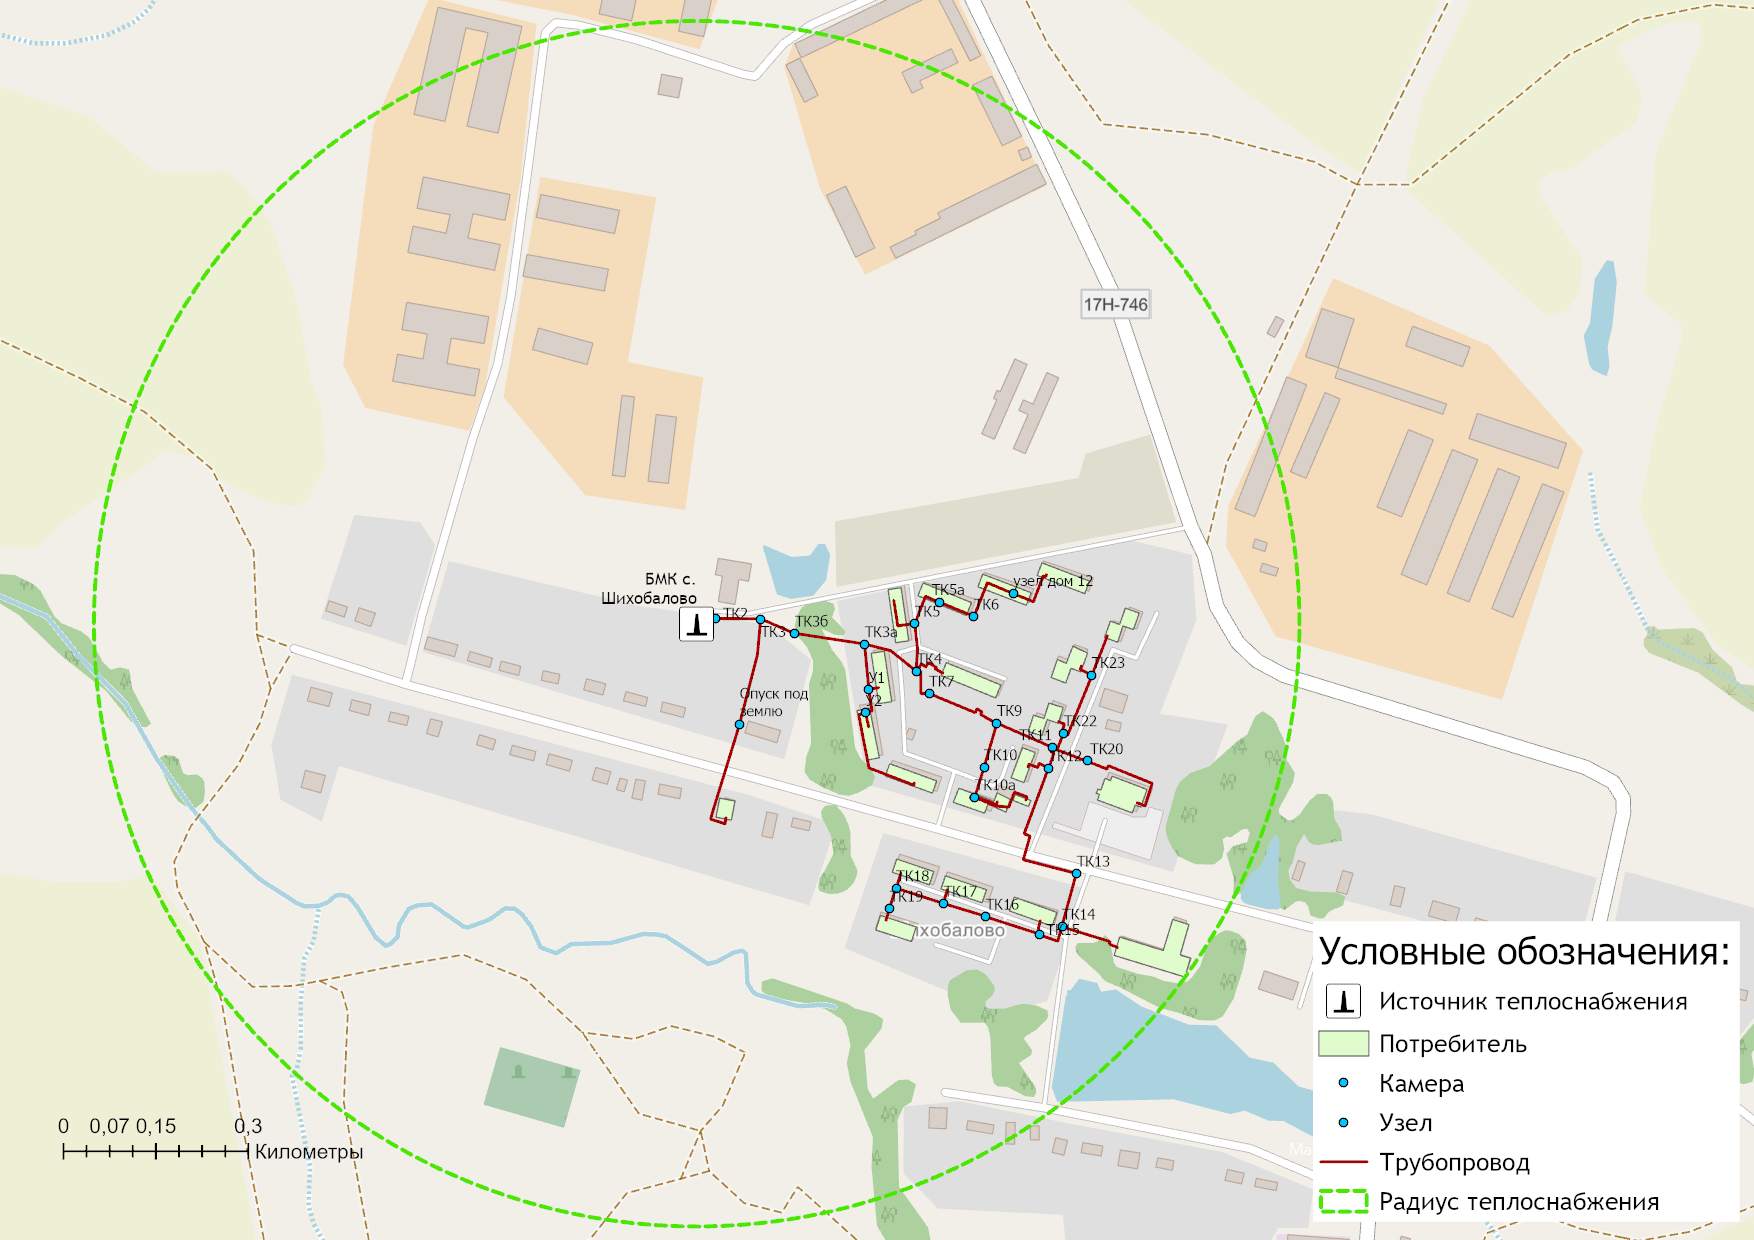 17Н-746
БМК с.
Шихобалово
ТК2
ТК3
ТК3б
ТК3а
ТК5а
узел дом 12
ТК5
ТК6
ТК4
ТК7
У1
У2
Опуск под
землю
ТК23
ТК9
ТК22
ТК11
ТК20
ТК12
ТК10
ТК10а
ТК13
ТК18
ТК17
ТК19
ТК16
ТК14
ТК15
ихобалово
Условные обозначения:
Источник теплоснабжения
Потребитель
Камера
Узел
Трубопровод
Радиус теплоснабжения
0 0,07 0,15 0,3
Километры